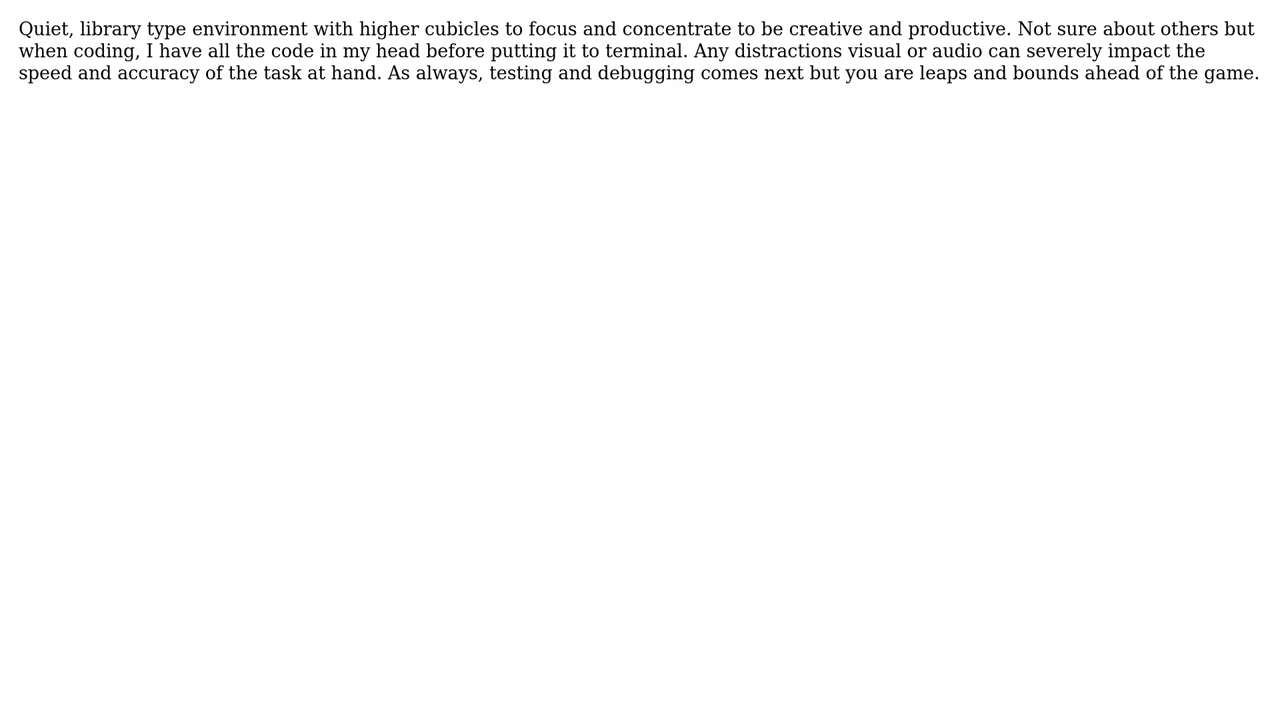 Quiet, library type environment with higher cubicles to focus and concentrate to be creative and productive. Not sure about others but
when coding, I have all the code in my head before putting it to terminal. Any distractions visual or audio can severely impact the
speed and accuracy of the task at hand. As always, testing and debugging comes next but you are leaps and bounds ahead of the game.